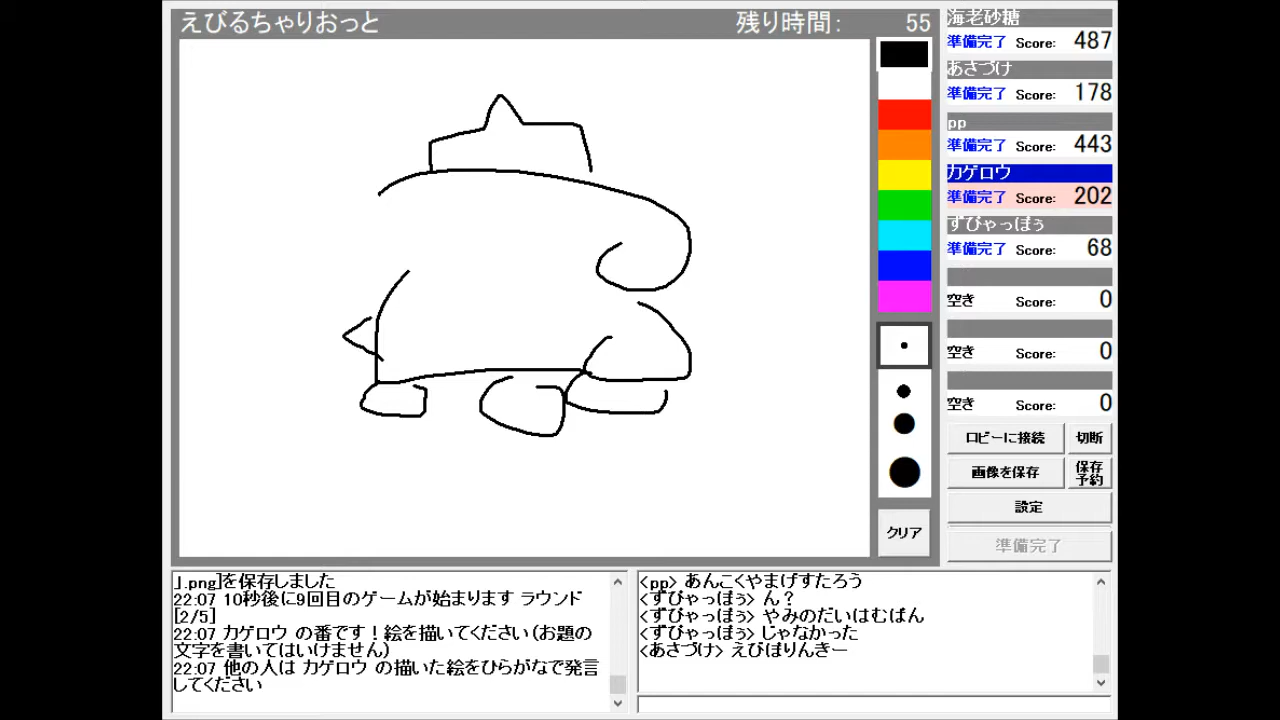 えびるちゃりおっと
残り時間: 55
海老砂糖
準備完了 Score: 487
あさづけ
準備完了 Score: 178
pp
準備完了 Score: 443
カゲロウ
準備完了 Score: 202
ずびゃっぽぅ
準備完了 Score: 68
空き Score: 0
空き Score: 0
空き Score: 0
ロビーに接続 切断
画像を保存 保存予約
設定
クリア
準備完了
].png]を保存しました
22:07 10秒後に9回目のゲームが始まります ラウンド
[2/5]
22:07 カゲロウ の番です！絵を描いてください(お題の
文字を書いてはいけません)
22:07 他の人は カゲロウ の描いた絵をひらがなで発言
してください
<pp> あんこくやまげすたろう
<ずびゃっぽぅ> ん？
<ずびゃっぽぅ> やみのだいはむぱん
<ずびゃっぽぅ> じゃなかった
<あさづけ> えびぽりんきー